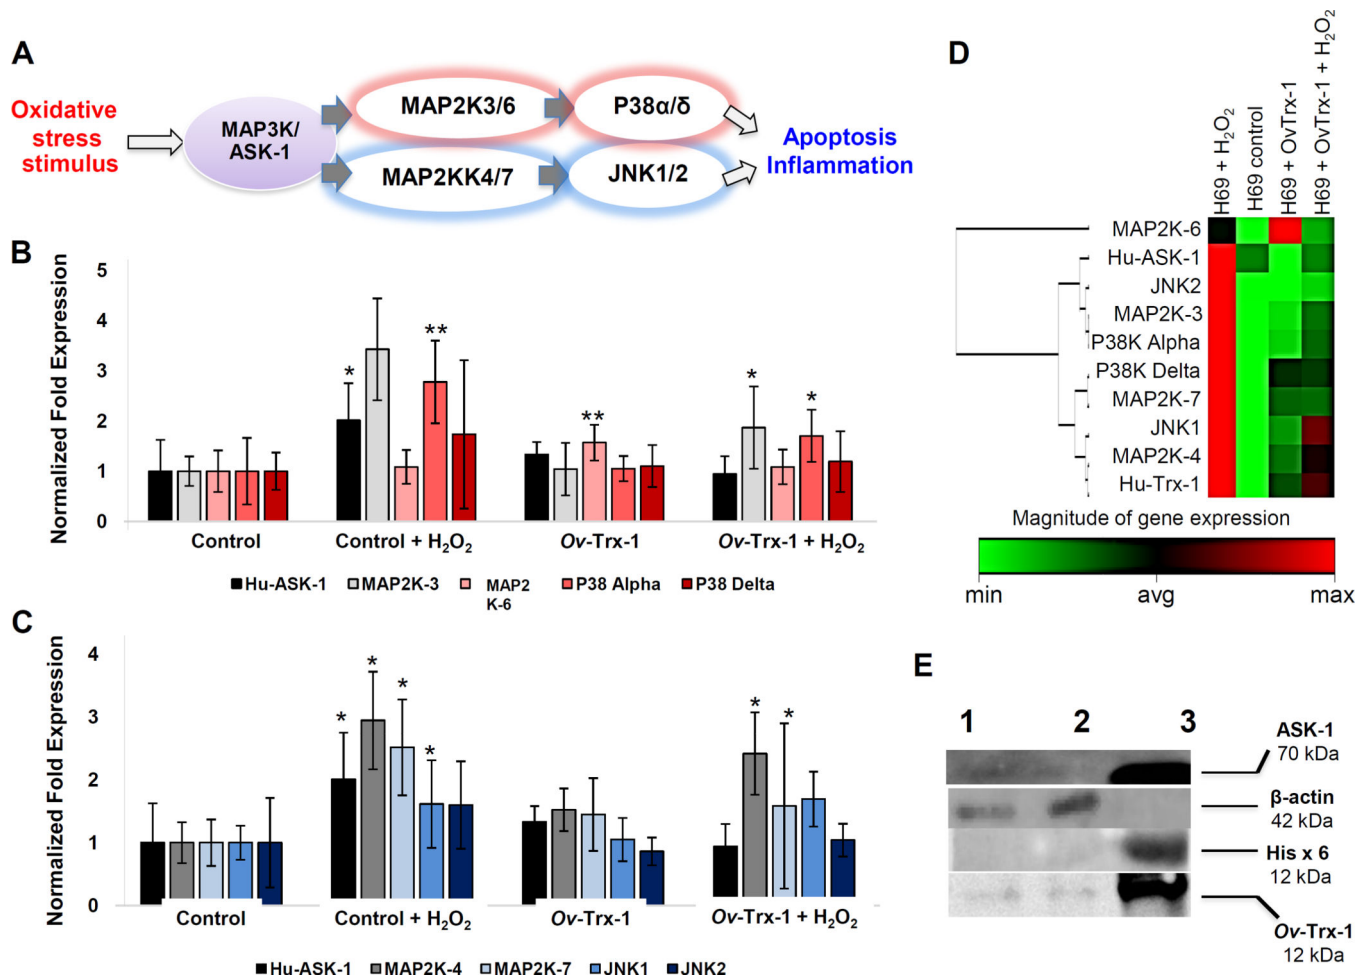 A
Oxidative
stress
stimulus
MAP3K/
ASK-1
MAP2K3/6
P38α/δ
MAP2KK4/7
JNK1/2
Apoptosis
Inflammation
B
Normalized Fold Expression
5
4
3
2
1
0
*
**
**
*
*
Control
Control + H₂O₂
Ov-Trx-1
Ov-Trx-1 + H₂O₂
Hu-ASK-1
MAP2K-3
MAP2
K-6
P38 Alpha
P38 Delta
C
Normalized Fold Expression
4
3
2
1
0
*
*
*
*
*
*
Control
Control + H₂O₂
Ov-Trx-1
Ov-Trx-1 + H₂O₂
Hu-ASK-1
MAP2K-4
MAP2K-7
JNK1
JNK2
D
H69 + H₂O₂
H69 control
H69 + OvTrx-1
H69 + OvTrx-1 + H₂O₂
MAP2K-6
Hu-ASK-1
JNK2
MAP2K-3
P38K Alpha
P38K Delta
MAP2K-7
JNK1
MAP2K-4
Hu-Trx-1
Magnitude of gene expression
min
avg
max
E
1
2
3
ASK-1
70 kDa
β-actin
42 kDa
His x 6
12 kDa
Ov-Trx-1
12 kDa